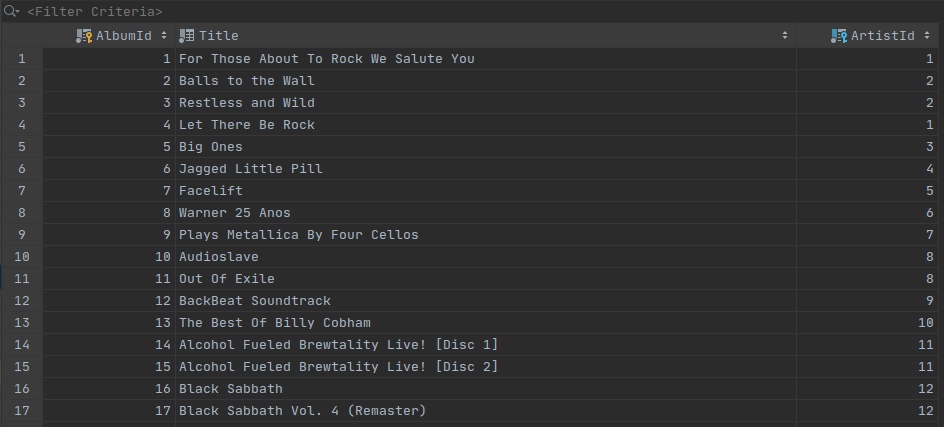 <Filter Criteria>
AlbumId Title ArtistId
1 1 For Those About To Rock We Salute You 1
2 2 Balls to the Wall 2
3 3 Restless and Wild 2
4 4 Let There Be Rock 1
5 5 Big Ones 3
6 6 Jagged Little Pill 4
7 7 Facelift 5
8 8 Warner 25 Anos 6
9 9 Plays Metallica By Four Cellos 7
10 10 Audioslave 8
11 11 Out Of Exile 8
12 12 BackBeat Soundtrack 9
13 13 The Best Of Billy Cobham 10
14 14 Alcohol Fueled Brewtality Live! [Disc 1] 11
15 15 Alcohol Fueled Brewtality Live! [Disc 2] 11
16 16 Black Sabbath 12
17 17 Black Sabbath Vol. 4 (Remaster) 12